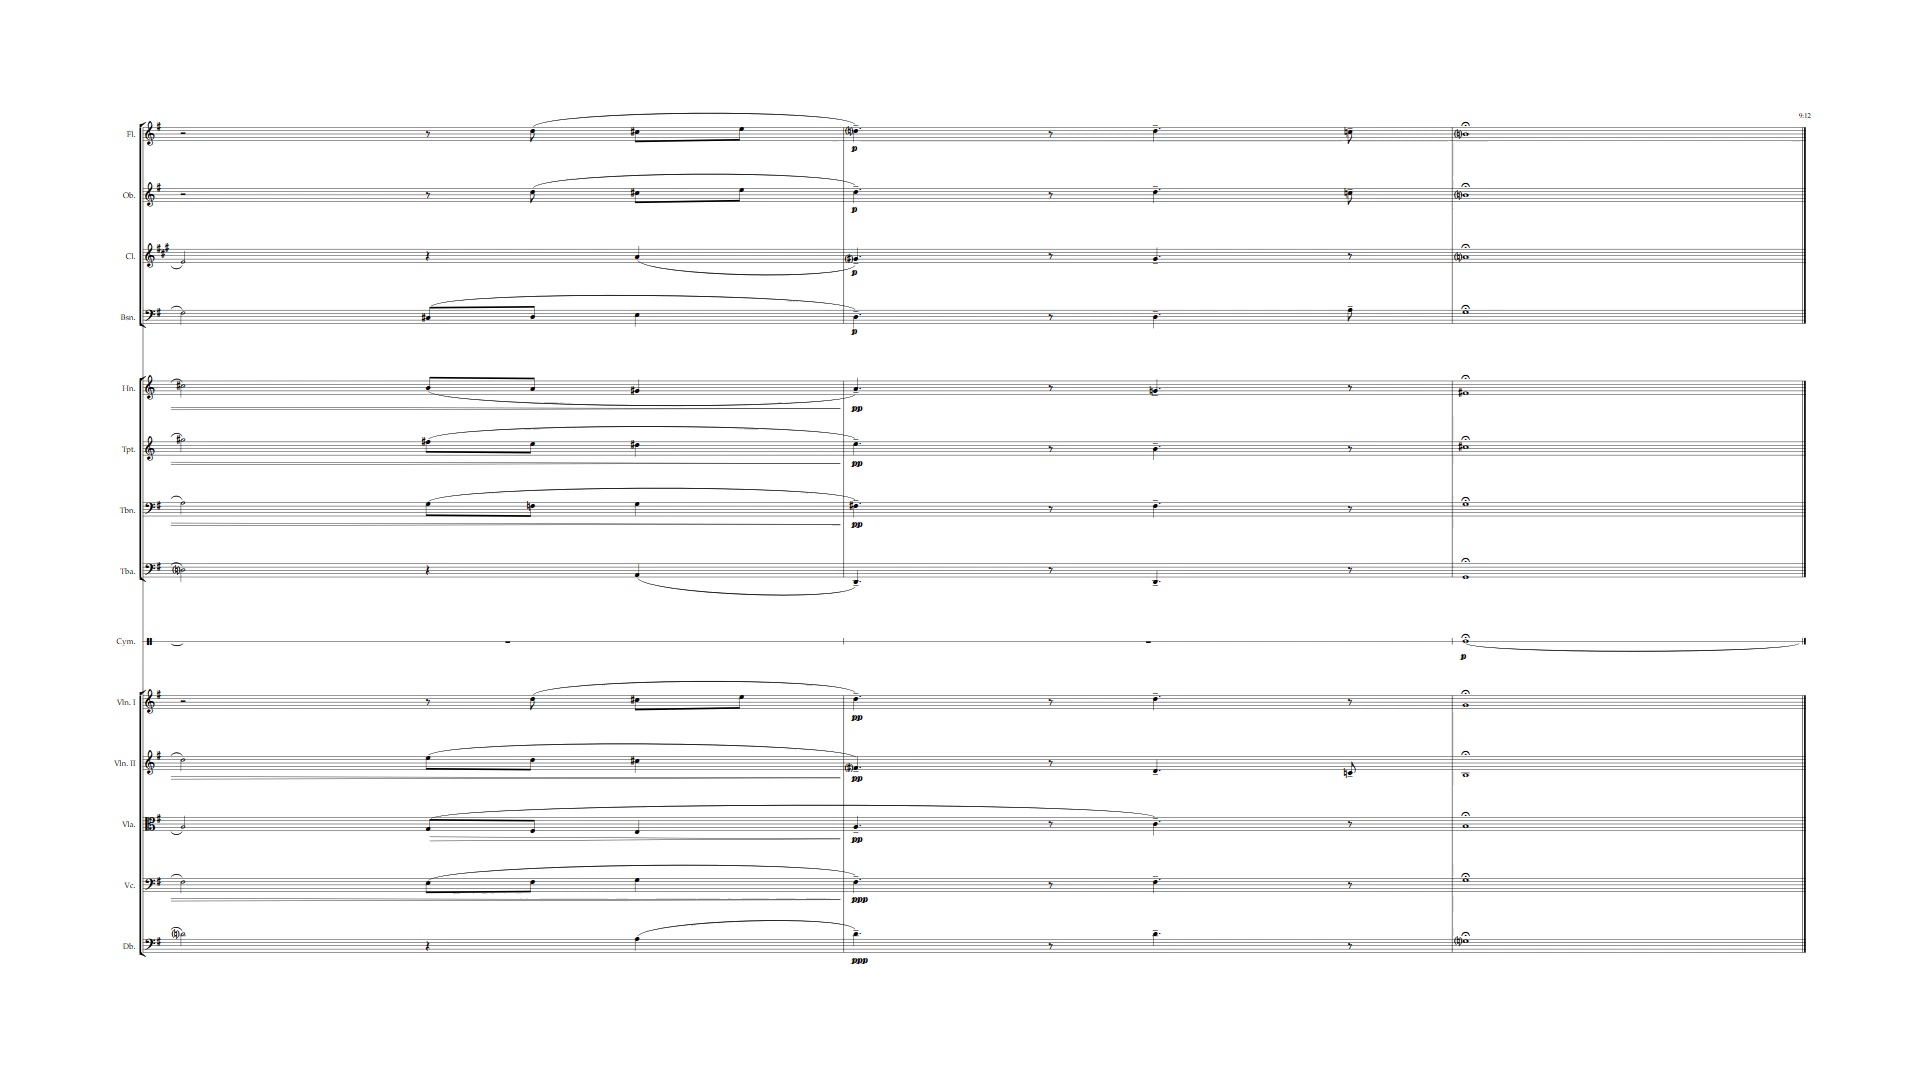 9:12
Fl.
p
Ob.
p
Cl.
p
Bsn.
p
Hn.
pp
Tpt.
pp
Tbn.
pp
Tba.
Cym.
p
Vln. I
pp
Vln. II
pp
Vla.
pp
Vc.
ppp
Db.
ppp